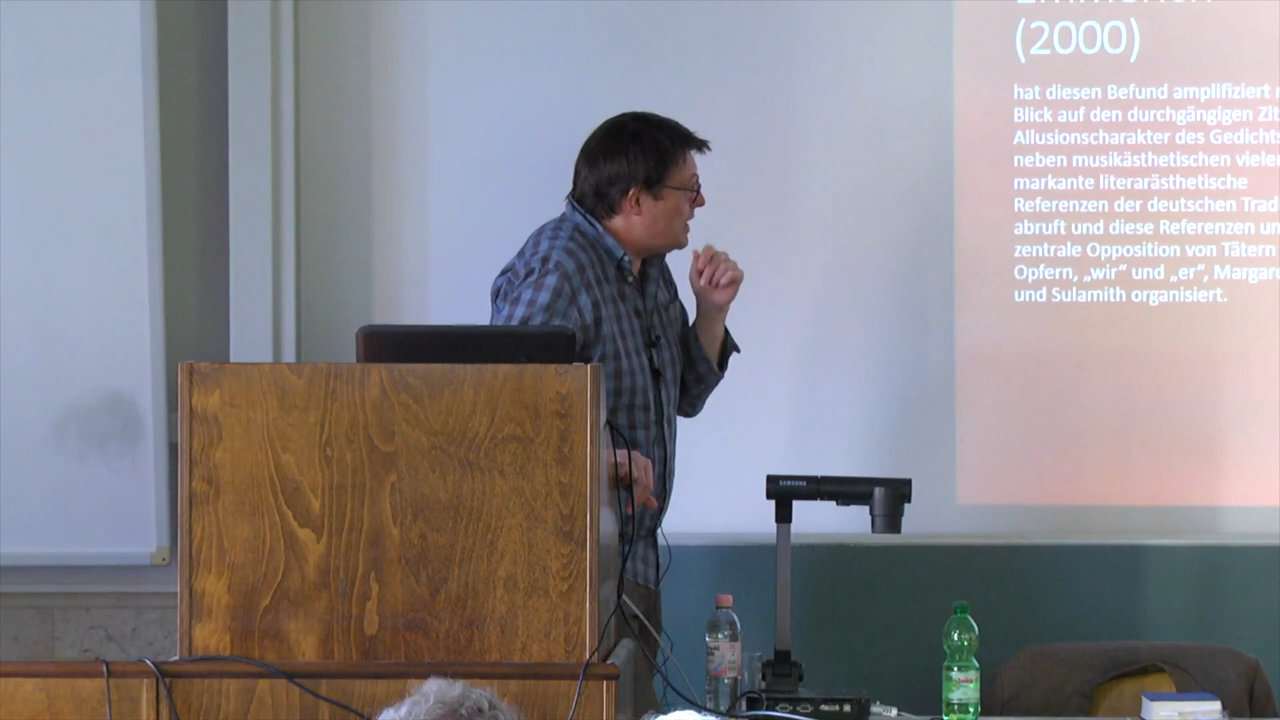 (2000)
hat diesen Befund amplifiziert
Blick auf den durchgängigen
Allusionscharakter des Gedichts
neben musikästhetischen
markante literarästhetische
Referenzen der deutschen
abruft und diese Referenzen
zentrale Opposition von Tätern
Opfern, „wir“ und „er“,
und Sulamith organisiert.
SAMSUNG